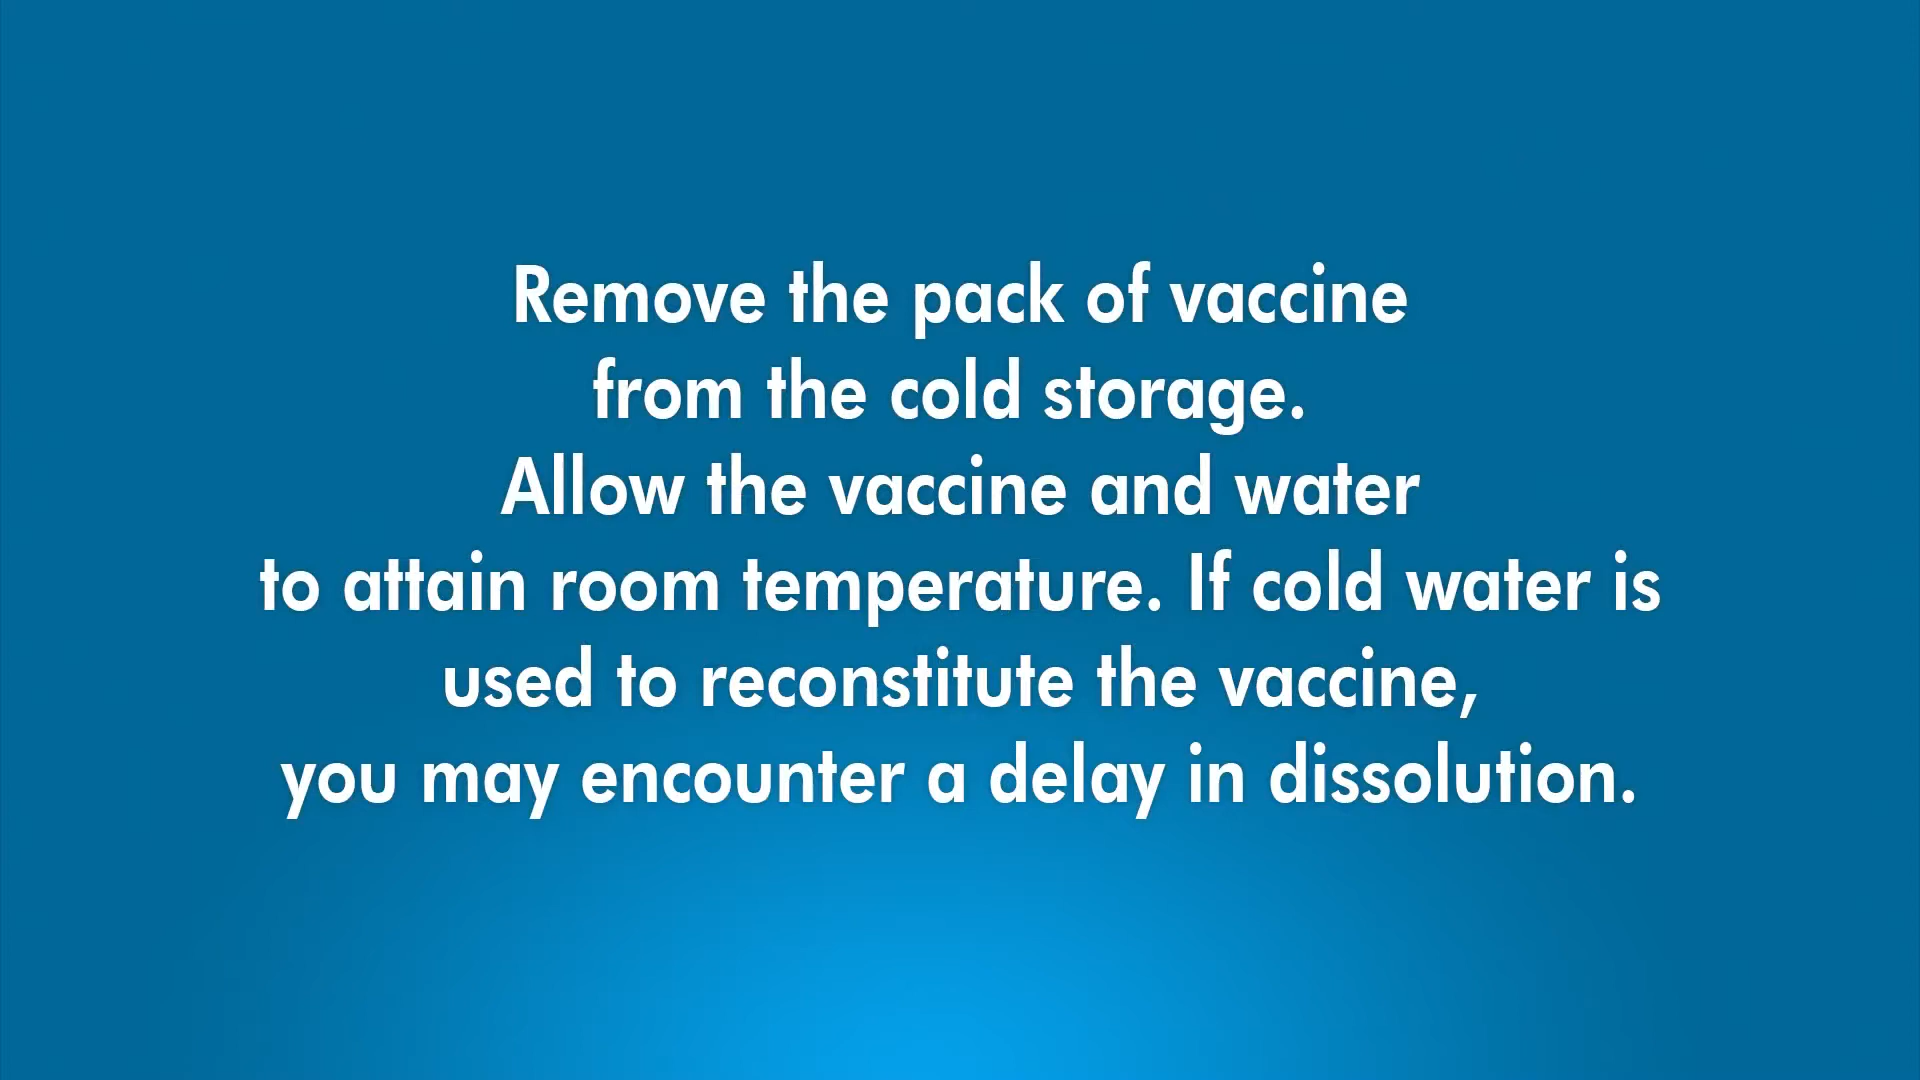 Remove the pack of vaccine
from the cold storage.
Allow the vaccine and water
to attain room temperature. If cold water is
used to reconstitute the vaccine,
you may encounter a delay in dissolution.